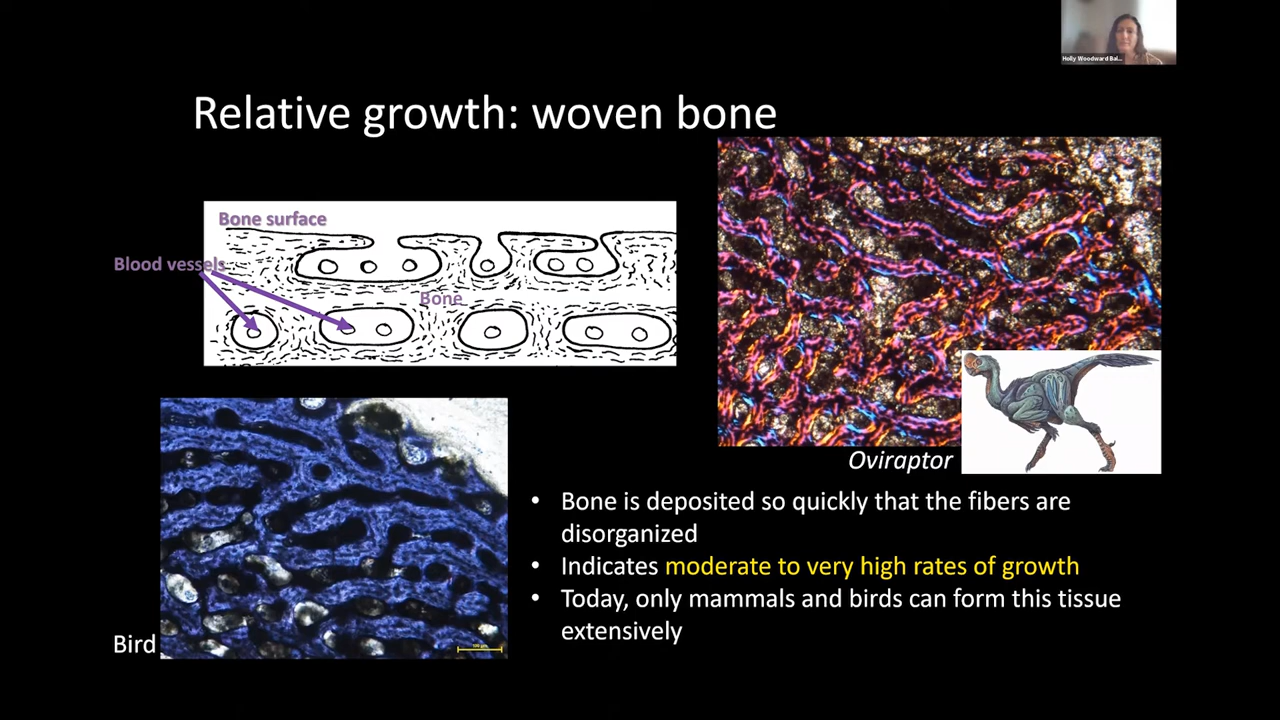 Holly Woodward Bal...
Relative growth: woven bone
Bone surface
Blood vessels
Bone
Oviraptor
• Bone is deposited so quickly that the fibers are
disorganized
• Indicates moderate to very high rates of growth
• Today, only mammals and birds can form this tissue
extensively
Bird